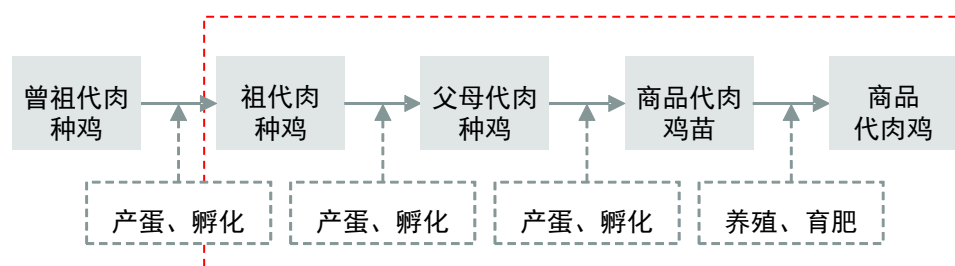 曾祖代肉
种鸡
祖代肉
种鸡
父母代肉
种鸡
商品代肉
鸡苗
商品
代肉鸡
产蛋、孵化
产蛋、孵化
产蛋、孵化
养殖、育肥